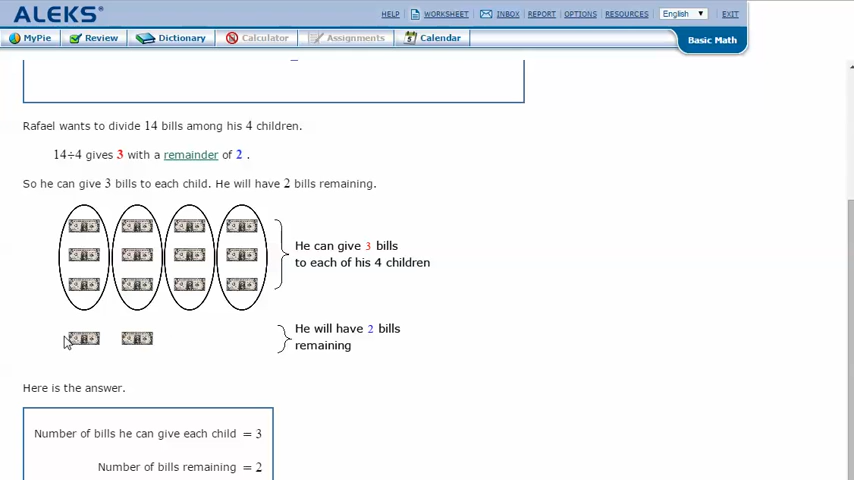 ALEKS®
HELP WORKSHEET INBOX REPORT OPTIONS RESOURCES English ▼ EXIT
MyPie Review Dictionary Calculator Assignments Calendar
Basic Math
Rafael wants to divide 14 bills among his 4 children.
14÷4 gives 3 with a remainder of 2 .
So he can give 3 bills to each child. He will have 2 bills remaining.
He can give 3 bills
to each of his 4 children
He will have 2 bills
remaining
Here is the answer.
Number of bills he can give each child = 3
Number of bills remaining = 2